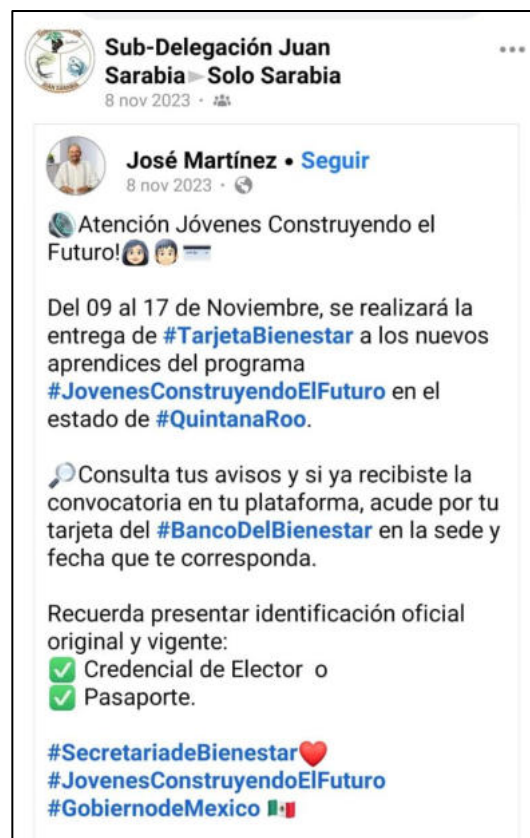 Sub-Delegación Juan
Sarabia▸Solo Sarabia
8 nov 2023 ·
José Martínez • Seguir
8 nov 2023 ·
Atención Jóvenes Construyendo el
Futuro!
Del 09 al 17 de Noviembre, se realizará la
entrega de #TarjetaBienestar a los nuevos
aprendices del programa
#JovenesConstruyendoElFuturo en el
estado de #QuintanaRoo.
🔎Consulta tus avisos y si ya recibiste la
convocatoria en tu plataforma, acude por tu
tarjeta del #BancoDelBienestar en la sede y
fecha que te corresponda.
Recuerda presentar identificación oficial
original y vigente:
✅ Credencial de Elector o
✅ Pasaporte.
#SecretariadeBienestar❤️
#JovenesConstruyendoElFuturo
#GobiernodeMexico 🇲🇽